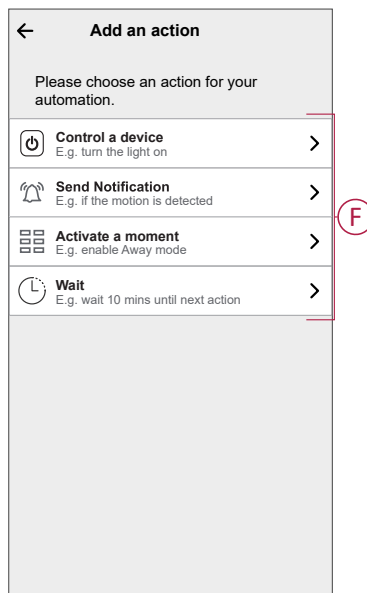 Add an action
Please choose an action for your
automation.
Control a device
E.g. turn the light on
Send Notification
E.g. if the motion is detected
F
Activate a moment
E.g. enable Away mode
Wait
E.g. wait 10 mins until next action